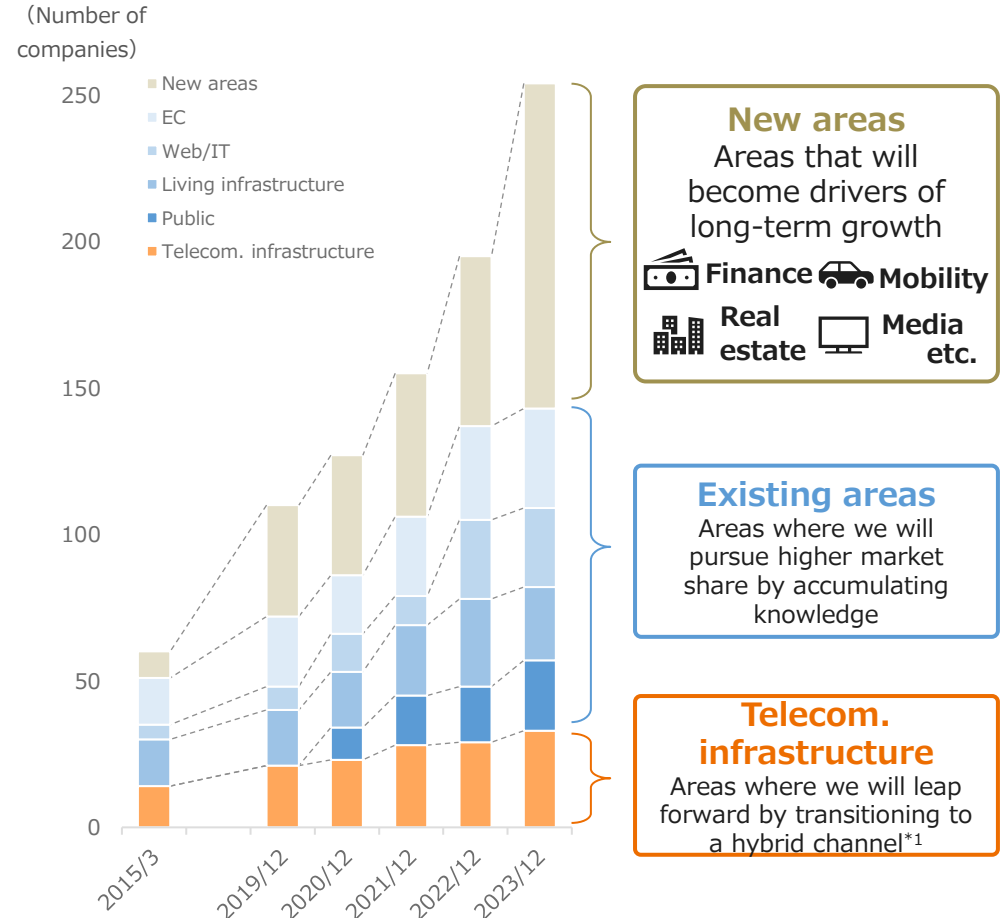 （Number of
companies）
250
200
150
100
50
0
New areas
EC
Web/IT
Living infrastructure
Public
Telecom. infrastructure
2015/3
2019/12
2020/12
2021/12
2022/12
2023/12
New areas
Areas that will
become drivers of
long-term growth
Finance
Mobility
Real
estate
Media
etc.
Existing areas
Areas where we will
pursue higher market
share by accumulating
knowledge
Telecom.
infrastructure
Areas where we will leap
forward by transitioning to
a hybrid channel*1